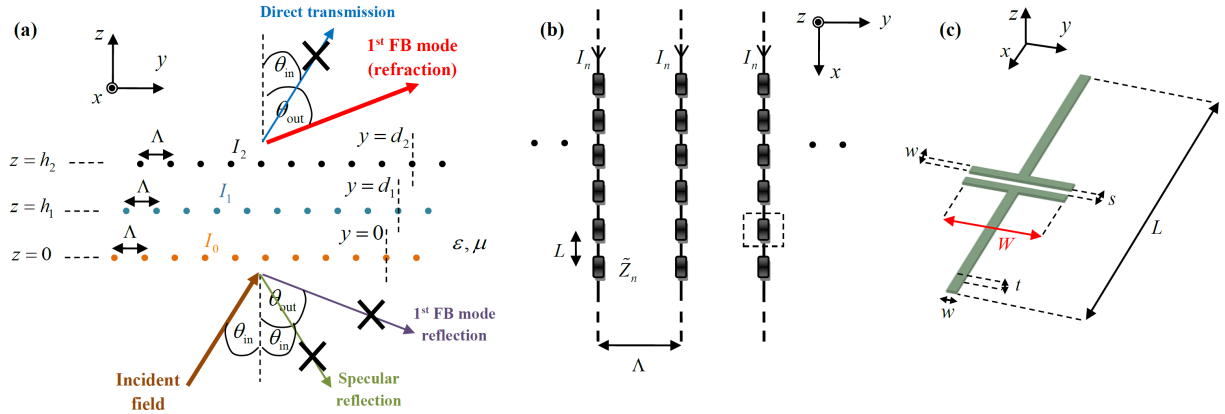 (a)
z
y
x
Direct transmission
1st FB mode
(refraction)
θin
θout
Λ
I2
y = d2
z = h2
Λ
I1
y = d1
z = h1
Λ
I0
y = 0
z = 0
ε, μ
θout
1st FB mode
reflection
θin
θin
Incident
field
Specular
reflection
(b)
In
In
In
z
y
x
L
Z̃n
Λ
(c)
z
y
x
w
s
W
L
t
w